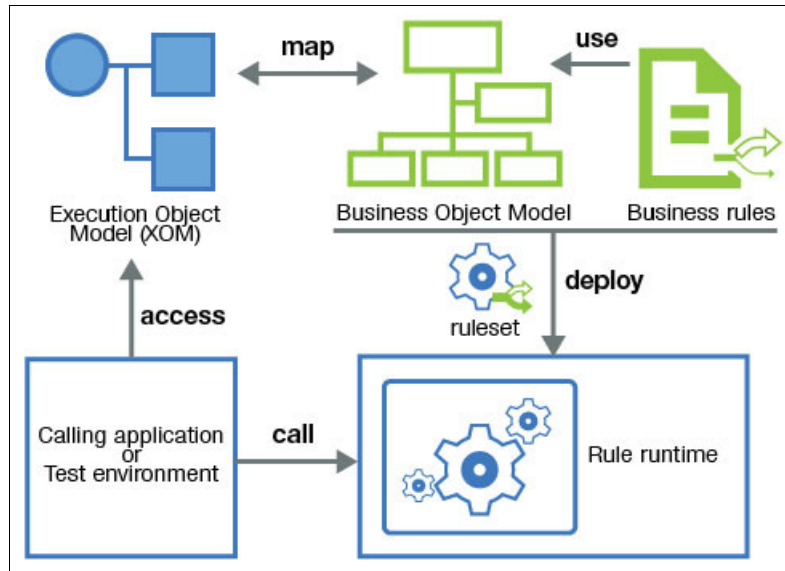 map
use
Execution Object
Model (XOM)
Business Object Model
Business rules
ruleset
deploy
access
Calling application
or
Test environment
call
Rule runtime